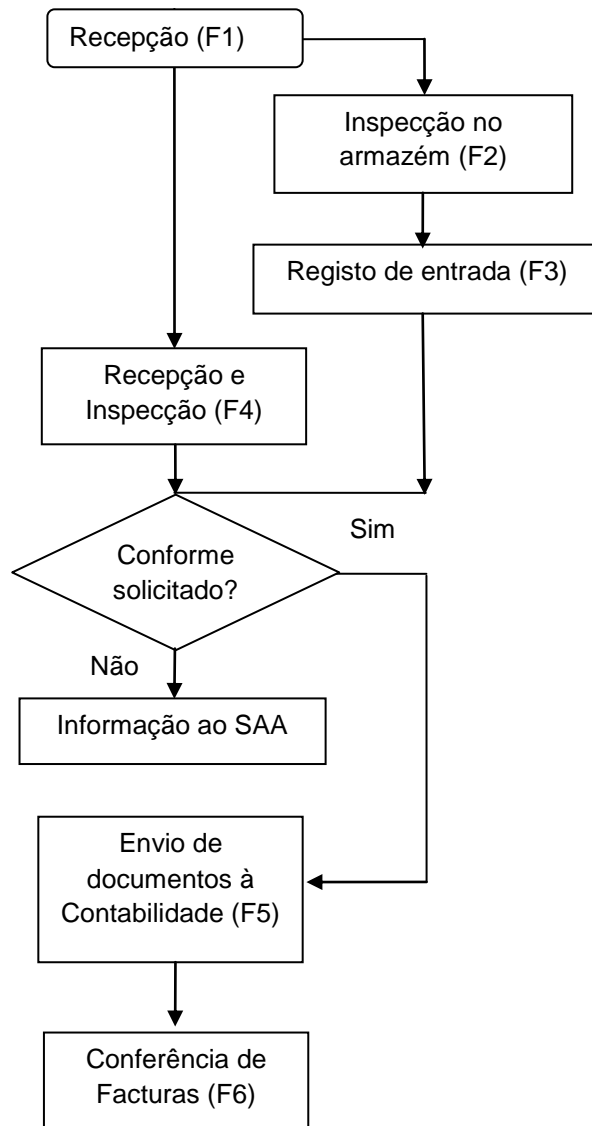 Recepção (F1)
Inspecção no
armazém (F2)
Registo de entrada (F3)
Recepção e
Inspecção (F4)
Sim
Conforme
solicitado?
Não
Informação ao SAA
Envio de
documentos à
Contabilidade (F5)
Conferência de
Facturas (F6)